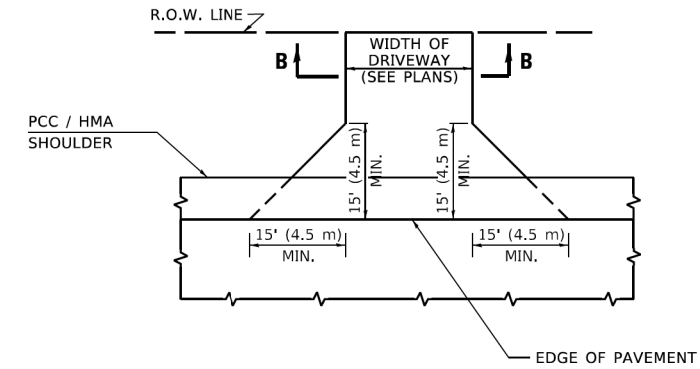 R.O.W. LINE
B
WIDTH OF
DRIVEWAY
(SEE PLANS)
B
PCC / HMA
SHOULDER
15' (4.5 m)
MIN.
15' (4.5 m)
MIN.
15' (4.5 m)
MIN.
15' (4.5 m)
MIN.
EDGE OF PAVEMENT